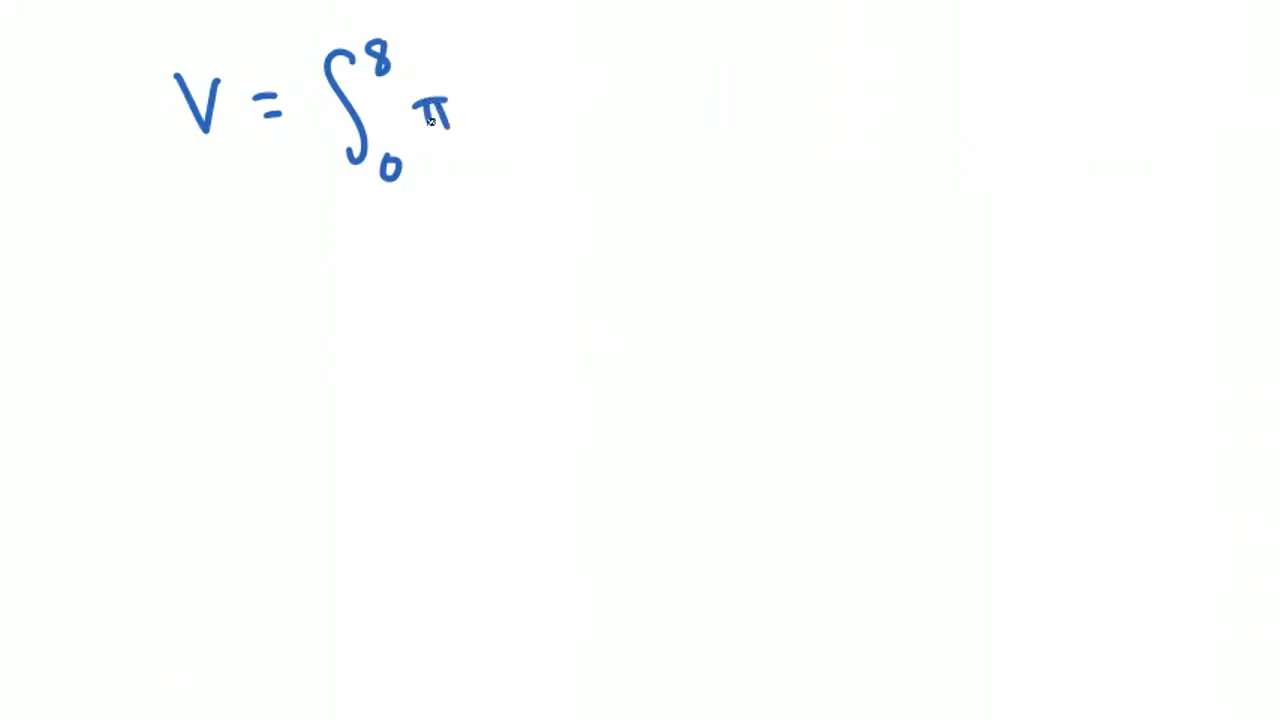 V = ∫₀⁸ π